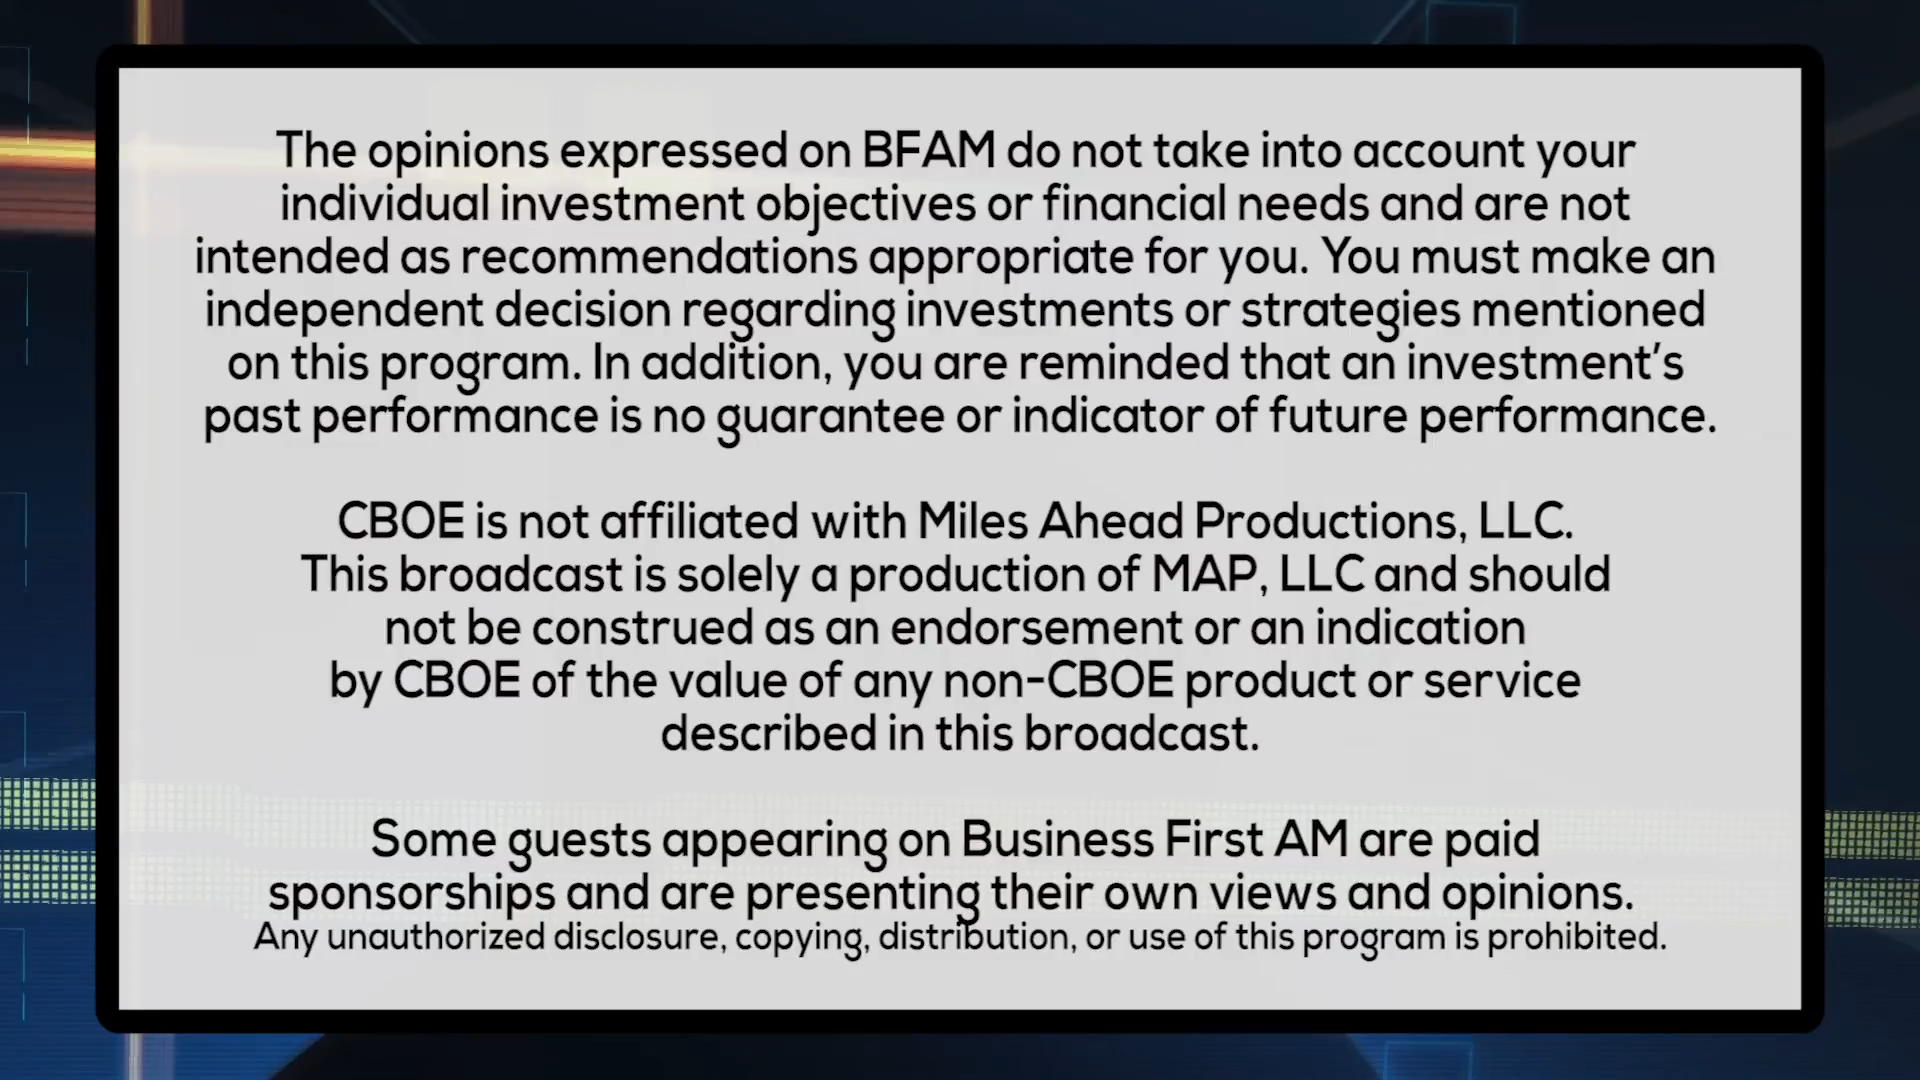 The opinions expressed on BFAM do not take into account your
individual investment objectives or financial needs and are not
intended as recommendations appropriate for you. You must make an
independent decision regarding investments or strategies mentioned
on this program. In addition, you are reminded that an investment’s
past performance is no guarantee or indicator of future performance.
CBOE is not affiliated with Miles Ahead Productions, LLC.
This broadcast is solely a production of MAP, LLC and should
not be construed as an endorsement or an indication
by CBOE of the value of any non-CBOE product or service
described in this broadcast.
Some guests appearing on Business First AM are paid
sponsorships and are presenting their own views and opinions.
Any unauthorized disclosure, copying, distribution, or use of this program is prohibited.